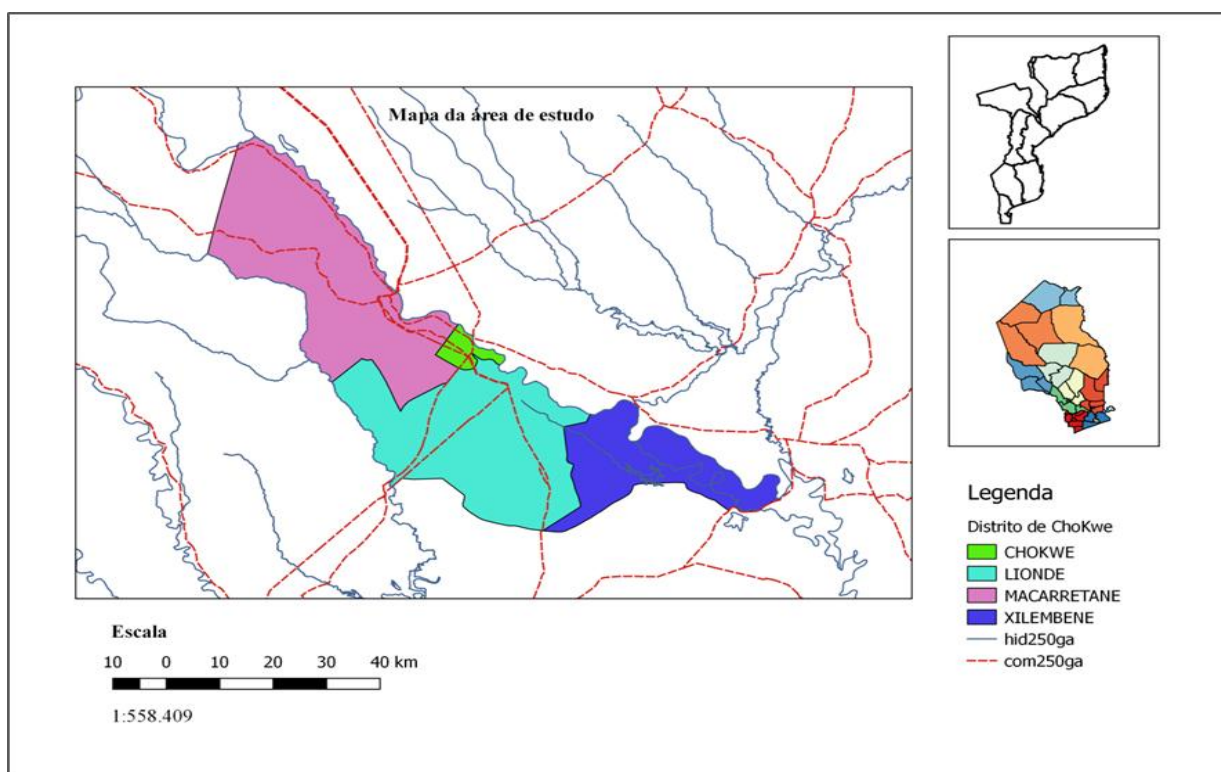 Mapa da área de estudo
Legenda
Distrito de ChoKwe
CHOKWE
LIONDE
MACARRETANE
XILEMBENE
hid250ga
com250ga
Escala
10 0 10 20 30 40 km
1:558.409